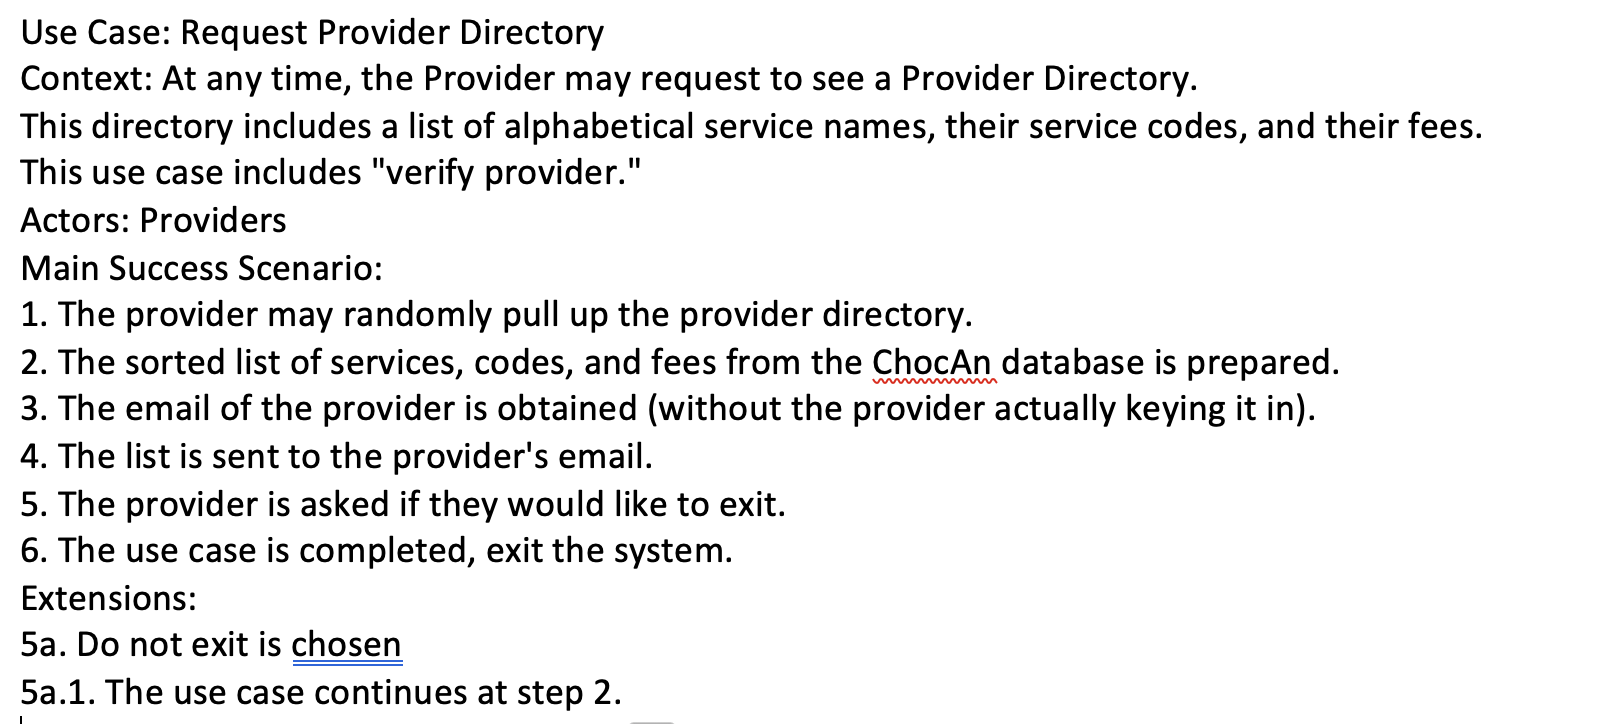 Use Case: Request Provider Directory
Context: At any time, the Provider may request to see a Provider Directory.
This directory includes a list of alphabetical service names, their service codes, and their fees.
This use case includes "verify provider."
Actors: Providers
Main Success Scenario:
1. The provider may randomly pull up the provider directory.
2. The sorted list of services, codes, and fees from the ChocAn database is prepared.
3. The email of the provider is obtained (without the provider actually keying it in).
4. The list is sent to the provider's email.
5. The provider is asked if they would like to exit.
6. The use case is completed, exit the system.
Extensions:
5a. Do not exit is chosen
5a.1. The use case continues at step 2.